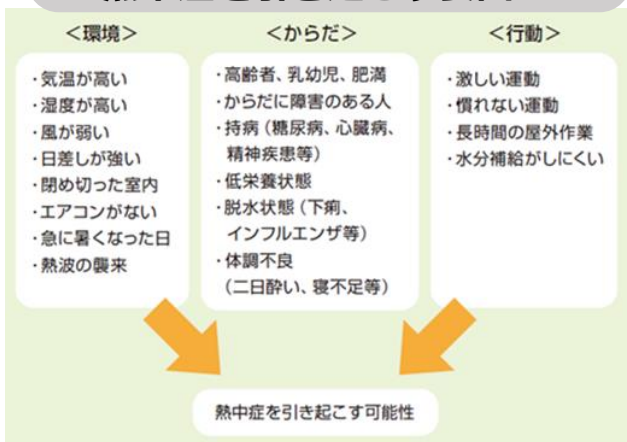 <環境>
・気温が高い
・湿度が高い
・風が弱い
・日差しが強い
・閉め切った室内
・エアコンがない
・急に暑くなった日
・熱波の襲来
<からだ>
・高齢者、乳幼児、肥満
・からだに障害のある人
・持病(糖尿病、心臓病、
精神疾患等)
・低栄養状態
・脱水状態(下痢、
インフルエンザ等)
・体調不良
(二日酔い、寝不足等)
<行動>
・激しい運動
・慣れない運動
・長時間の屋外作業
・水分補給がしにくい
熱中症を引き起こす可能性